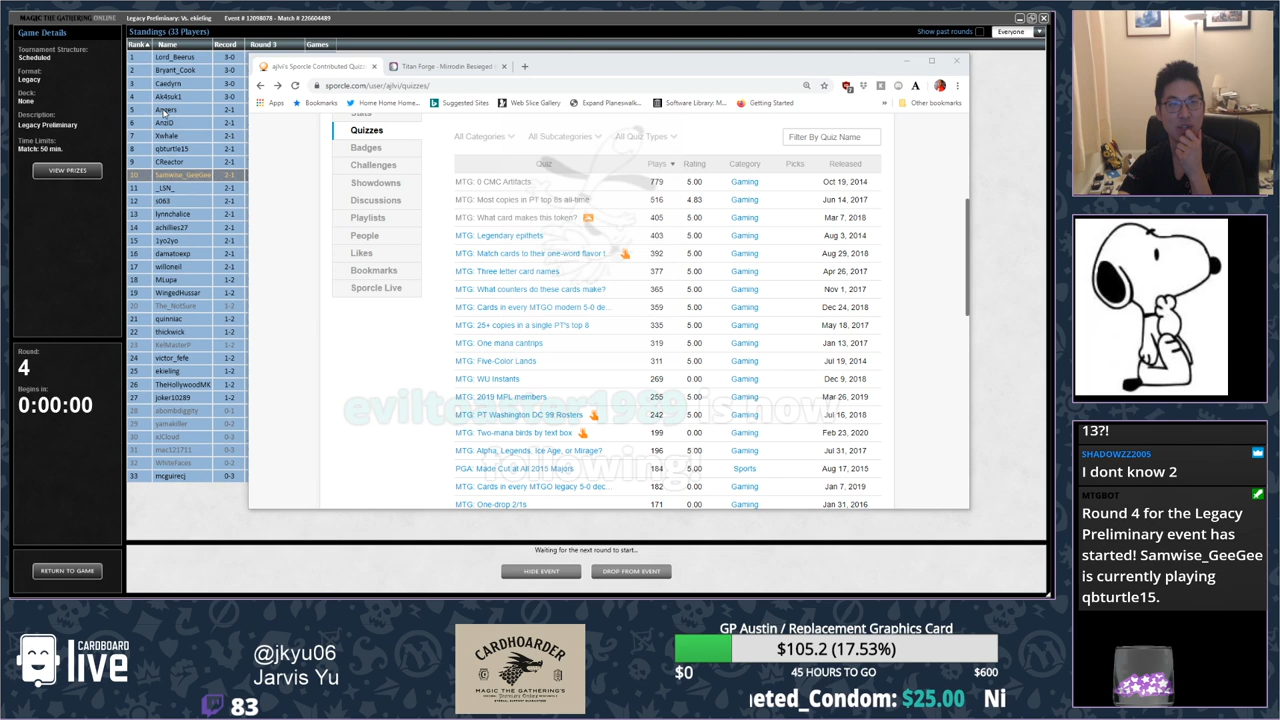 MAGIC THE GATHERING ONLINE
Legacy Preliminary: Vs. ekiefing
Event # 12098078 - Match # 226604489
Game Details
Tournament Structure:
Scheduled
Format:
Legacy
Deck:
None
Description:
Legacy Preliminary
Time Limits:
Match: 50 min.
VIEW PRIZES
Round:
4
Begins in:
0:00:00
RETURN TO GAME
Standings (33 Players)
Show past rounds
Everyone
Rank Name Record Round 3 Games
1 Lord_Beerus 3-0
2 Bryant_Cook 3-0
3 Caedyrn 3-0
4 Ak4suk1 3-0
5 Angers 2-1
6 AnziD 2-1
7 Xwhale 2-1
8 qbturtle15 2-1
9 CReactor 2-1
10 Samwise_GeeGee 2-1
11 _LSN_ 2-1
12 s063 2-1
13 lynnchalice 2-1
14 achillies27 2-1
15 1yo2yo 2-1
16 damatoexp 2-1
17 willoneil 2-1
18 MLupa 1-2
19 WingedHussar 1-2
20 The_NotSure 1-2
21 quinniac 1-2
22 thickwick 1-2
23 KelMasterP 1-2
24 victor_fefe 1-2
25 ekieling 1-2
26 TheHollywoodMK 1-2
27 joker10289 1-2
28 abombdiggity 0-1
29 yamakiller 0-2
30 xJCloud 0-3
31 mac121711 0-3
32 WhiteFaces 0-2
33 mcguirecj 0-3
ajlvi's Sporcle Contributed Quiz
Titan Forge - Mirrodin Besieged
sporcle.com/user/ajlvi/quizzes/
Apps Bookmarks Home Home Home... Suggested Sites Web Slice Gallery Expand Planeswalk... Software Library: M... Getting Started » Other bookmarks
Stats
Quizzes
Badges
Challenges
Showdowns
Discussions
Playlists
People
Likes
Bookmarks
Sporcle Live
All Categories All Subcategories All Quiz Types Filter By Quiz Name
Quiz Plays Rating Category Picks Released
MTG: 0 CMC Artifacts 779 5.00 Gaming Oct 19, 2014
MTG: Most copies in PT top 8s all-time 516 4.83 Gaming Jun 14, 2017
MTG: What card makes this token? 405 5.00 Gaming Mar 7, 2018
MTG: Legendary epithets 403 5.00 Gaming Aug 3, 2014
MTG: Match cards to their one-word flavor t... 392 5.00 Gaming Aug 29, 2018
MTG: Three letter card names 377 5.00 Gaming Apr 26, 2017
MTG: What counters do these cards make? 365 5.00 Gaming Nov 1, 2017
MTG: Cards in every MTGO modern 5-0 de... 359 5.00 Gaming Dec 24, 2018
MTG: 25+ copies in a single PT's top 8 335 5.00 Gaming May 18, 2017
MTG: One mana cantrips 319 5.00 Gaming Jan 13, 2017
MTG: Five-Color Lands 311 5.00 Gaming Jul 19, 2014
MTG: WU Instants 269 0.00 Gaming Dec 9, 2018
MTG: 2019 MPL members 255 5.00 Gaming Mar 26, 2019
MTG: PT Washington DC 99 Rosters 242 5.00 Gaming Jul 16, 2018
MTG: Two-mana birds by text box 199 0.00 Gaming Feb 23, 2020
MTG: Alpha, Legends, Ice Age, or Mirage? 196 5.00 Gaming Jul 31, 2017
PGA: Made Cut at All 2015 Majors 184 5.00 Sports Aug 17, 2015
MTG: Cards in every MTGO legacy 5-0 dec... 182 0.00 Gaming Jan 7, 2019
MTG: One-drop 2/1s 171 0.00 Gaming Jan 31, 2016
is now
following!
Waiting for the next round to start...
HIDE EVENT
DROP FROM EVENT
13?!
SHADOWZZ2005
I dont know 2
MTGBOT
Round 4 for the Legacy
Preliminary event has
started! Samwise_GeeGee
is currently playing
qbturtle15.
CARDBOARD
live
@jkyu06
Jarvis Yu
83
CARDHOARDER
MAGIC THE GATHERING'S
GP Austin / Replacement Graphics Card
$105.2 (17.53%)
$0
45 HOURS TO GO
$600
eted_Condom: $25.00 Ni